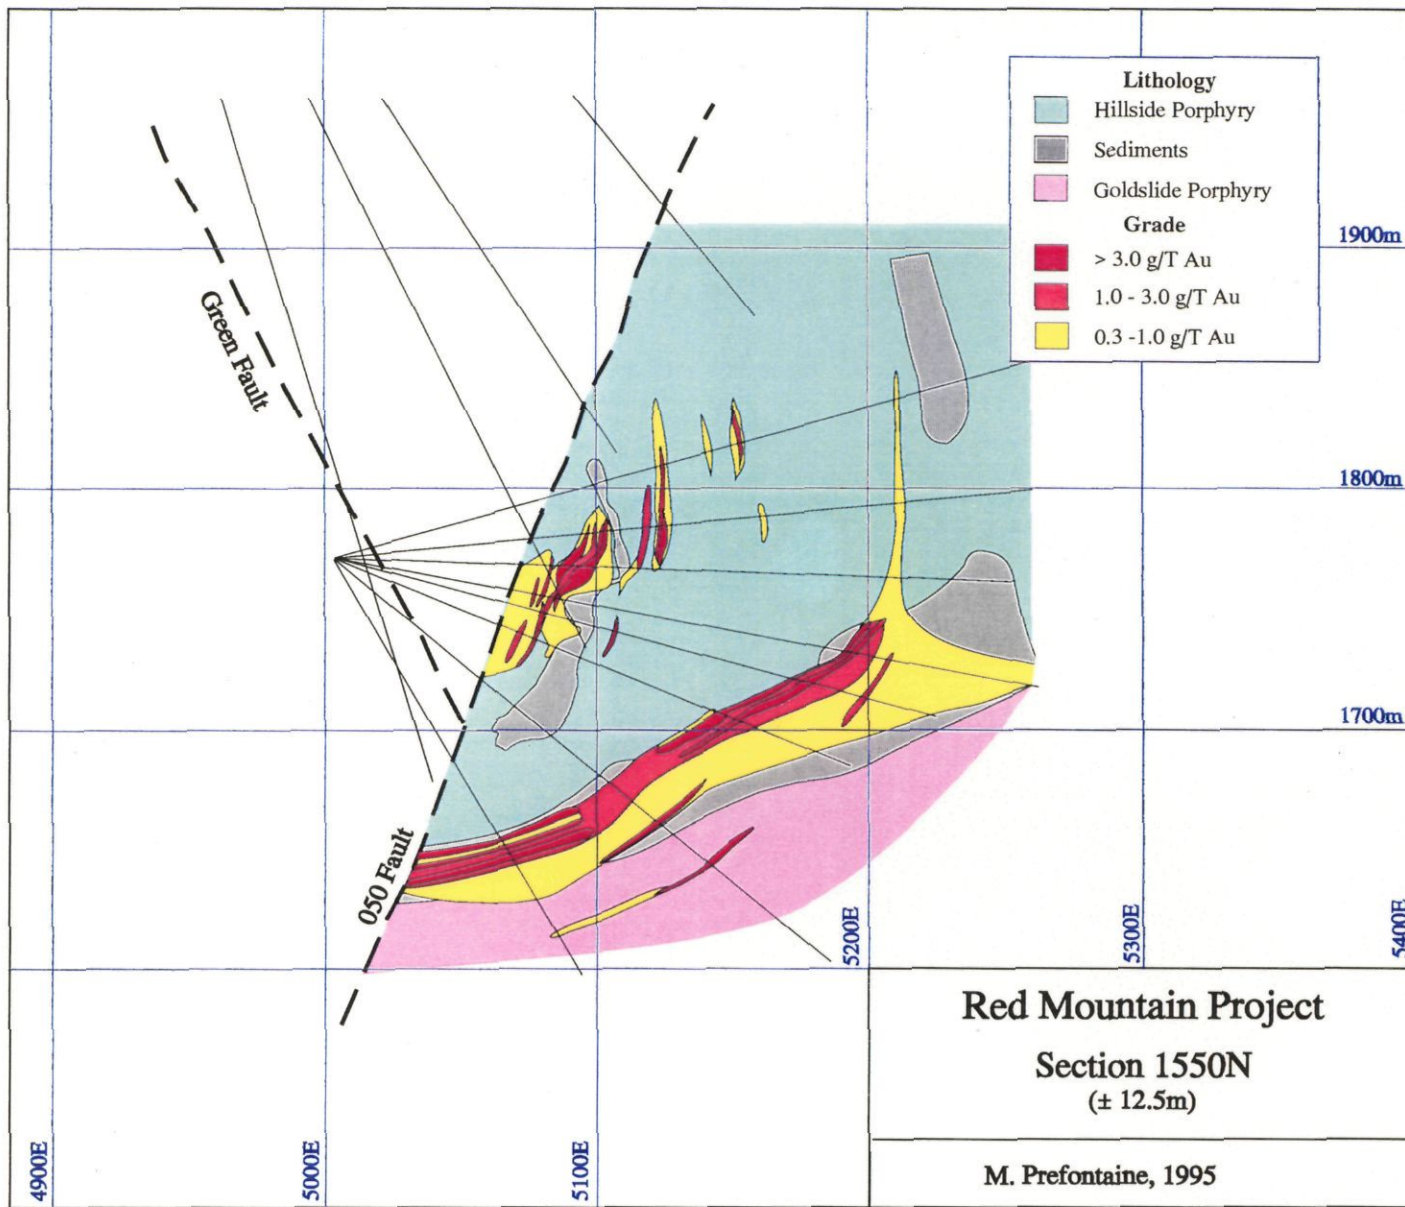 Lithology
Hillside Porphyry
Sediments
Goldslide Porphyry
Grade
> 3.0 g/T Au
1.0 - 3.0 g/T Au
0.3 -1.0 g/T Au
1900m
1800m
1700m
Green Fault
050 Fault
4900E
5000E
5100E
5200E
5300E
5400E
Red Mountain Project
Section 1550N
(± 12.5m)
M. Prefontaine, 1995